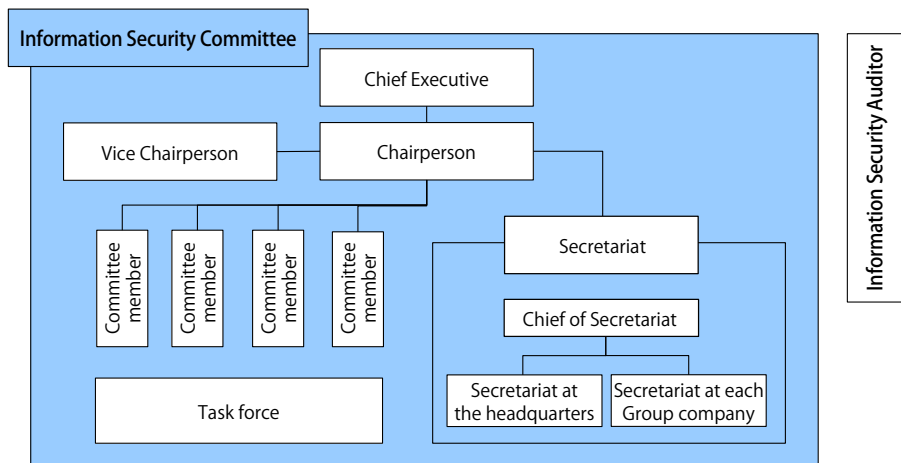 Information Security Committee
Chief Executive
Vice Chairperson
Chairperson
Committee
member
Committee
member
Committee
member
Committee
member
Secretariat
Chief of Secretariat
Secretariat at
the headquarters
Secretariat at each
Group company
Task force
Information Security Auditor